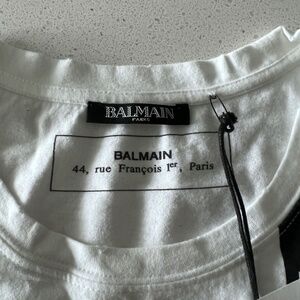 BALMAIN
PARIS
BALMAIN
44, rue François Ier, Paris